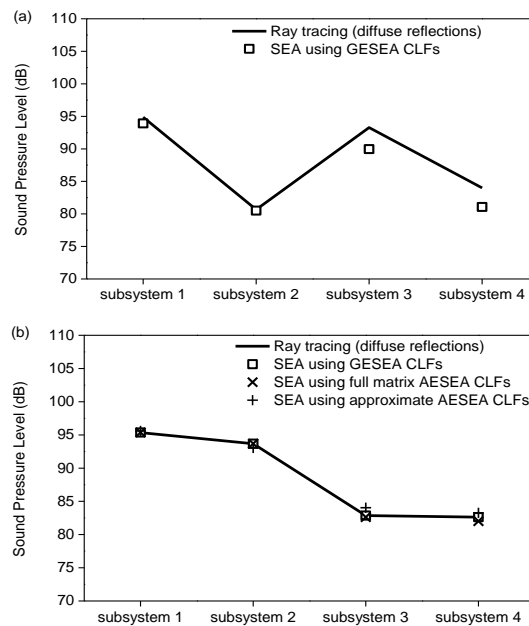 (a)
110
105
100
95
90
85
80
75
70
Sound Pressure Level (dB)
Ray tracing (diffuse reflections)
SEA using GESEA CLFs
subsystem 1 subsystem 2 subsystem 3 subsystem 4
(b)
110
105
100
95
90
85
80
75
70
Sound Pressure Level (dB)
Ray tracing (diffuse reflections)
SEA using GESEA CLFs
SEA using full matrix AESEA CLFs
SEA using approximate AESEA CLFs
subsystem 1 subsystem 2 subsystem 3 subsystem 4